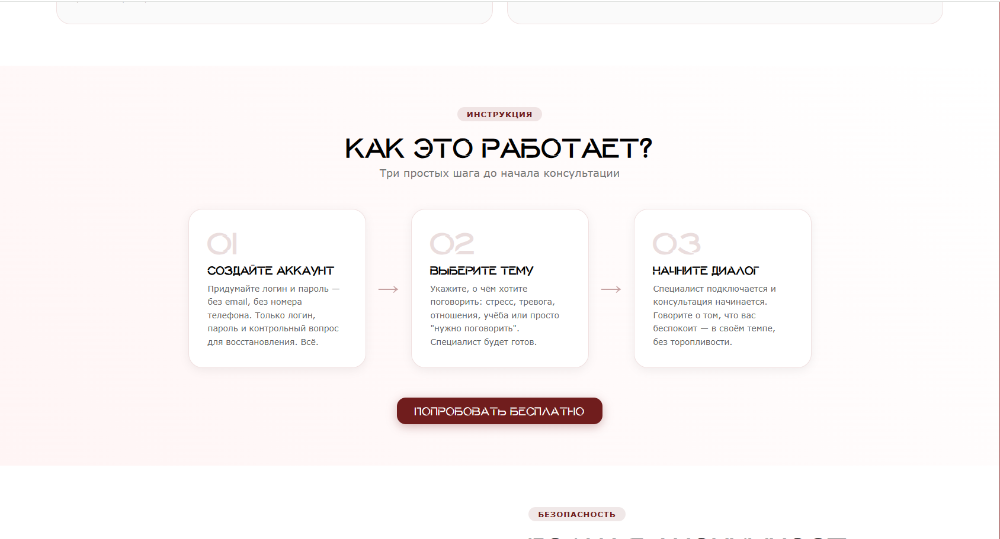 ИНСТРУКЦИЯ
КАК ЭТО РАБОТАЕТ?
Три простых шага до начала консультации
01
СОЗДАЙТЕ АККАУНТ
Придумайте логин и пароль —
без email, без номера
телефона. Только логин,
пароль и контрольный вопрос
для восстановления. Всё.
→
02
ВЫБЕРИТЕ ТЕМУ
Укажите, о чём хотите
поговорить: стресс, тревога,
отношения, учёба или просто
"нужно поговорить".
Специалист будет готов.
→
03
НАЧНИТЕ ДИАЛОГ
Специалист подключается и
консультация начинается.
Говорите о том, что вас
беспокоит — в своём темпе,
без торопливости.
ПОПРОБОВАТЬ БЕСПЛАТНО
БЕЗОПАСНОСТЬ